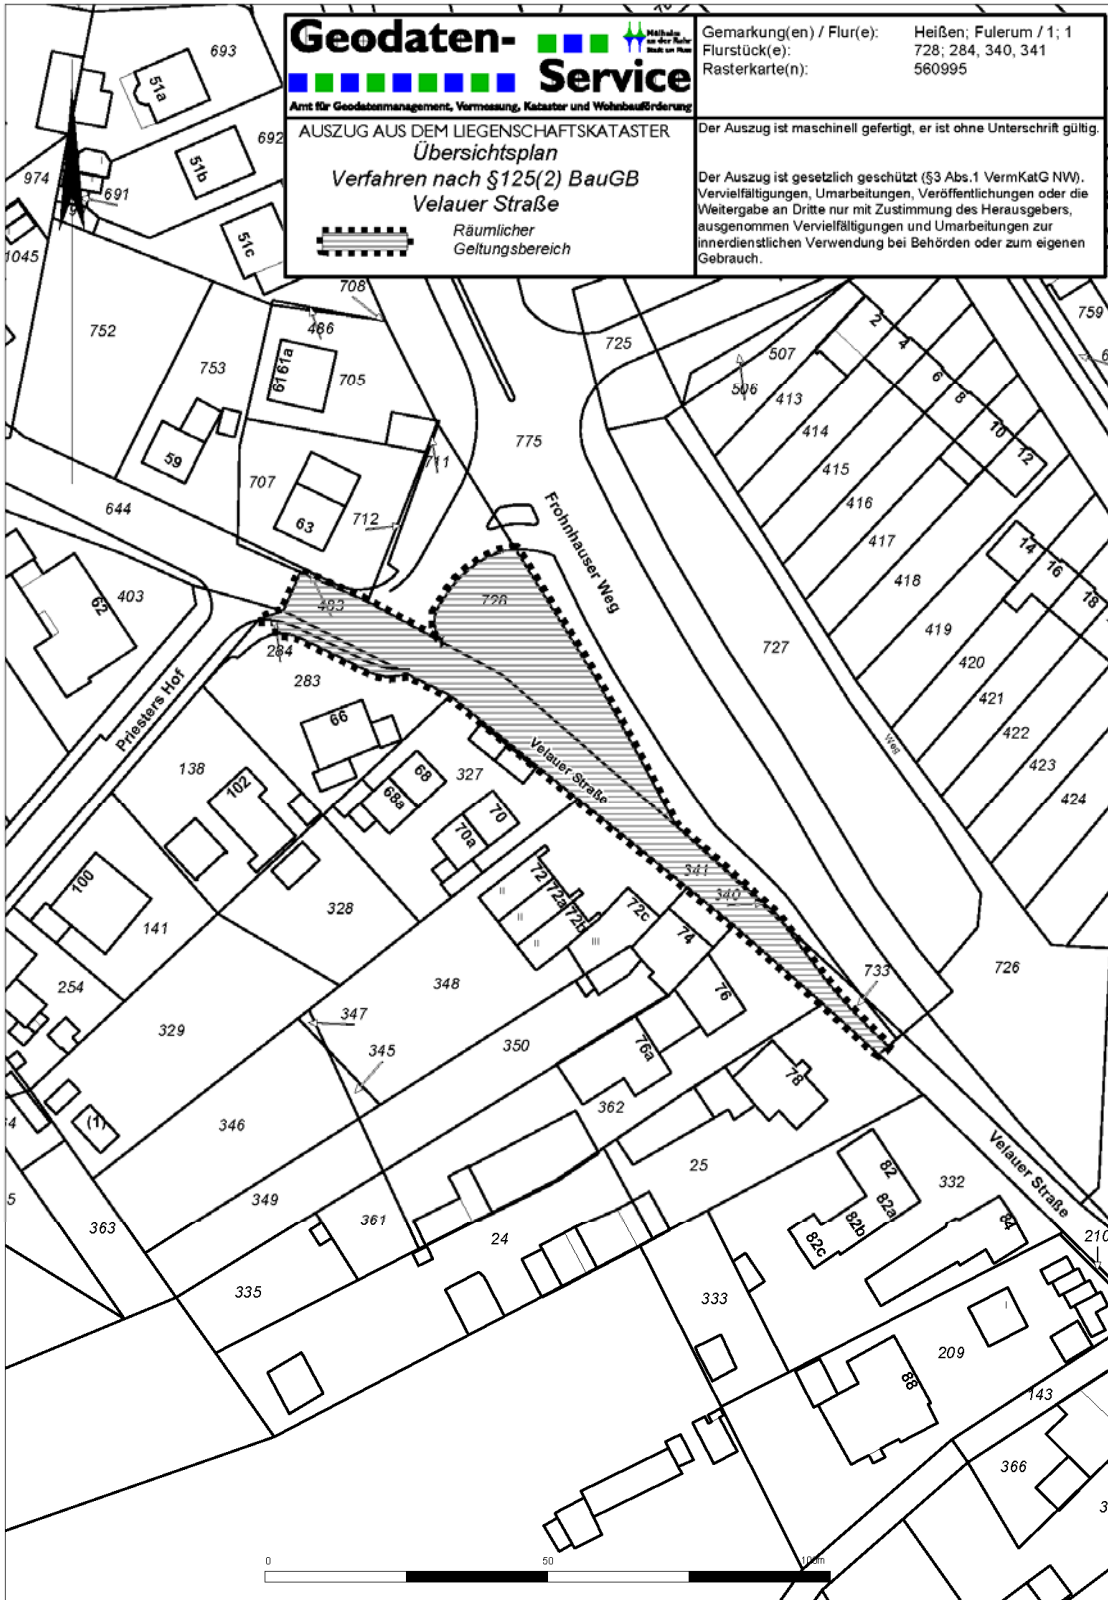 Geodaten-
Service
Mülheim
an der Ruhr
Stadt am Fluss
Amt für Geodatenmanagement, Vermessung, Kataster und Wohnbauförderung
AUSZUG AUS DEM LIEGENSCHAFTSKATASTER
Übersichtsplan
Verfahren nach §125(2) BauGB
Velauer Straße
Räumlicher
Geltungsbereich
Gemarkung(en) / Flur(e): Heißen; Fulerum / 1; 1
Flurstück(e): 728; 284, 340, 341
Rasterkarte(n): 560995
Der Auszug ist maschinell gefertigt, er ist ohne Unterschrift gültig.
Der Auszug ist gesetzlich geschützt (§3 Abs.1 VermKatG NW).
Vervielfältigungen, Umarbeitungen, Veröffentlichungen oder die
Weitergabe an Dritte nur mit Zustimmung des Herausgebers,
ausgenommen Vervielfältigungen und Umarbeitungen zur
innerdienstlichen Verwendung bei Behörden oder zum eigenen
Gebrauch.
693
51a
692
51b
974
691
51c
1045
708
486
752
753
61
61a
705
759
725
507
506
2
4
6
8
10
12
413
414
415
416
417
418
419
420
421
422
423
424
14
16
18
59
707
63
712
711
775
644
403
62
483
728
Frohnhauser Weg
284
283
727
Weg
Priesters Hof
66
138
102
68
68a
327
70
70a
Velauer Straße
100
141
328
72
72a
72b
72c
II
II
II
III
74
341
340
733
726
254
329
348
347
345
350
76
76a
78
362
(1)
346
349
361
363
335
24
25
82
82a
82b
82c
332
84
Velauer Straße
210
333
209
I
88
143
366
0
50
100m